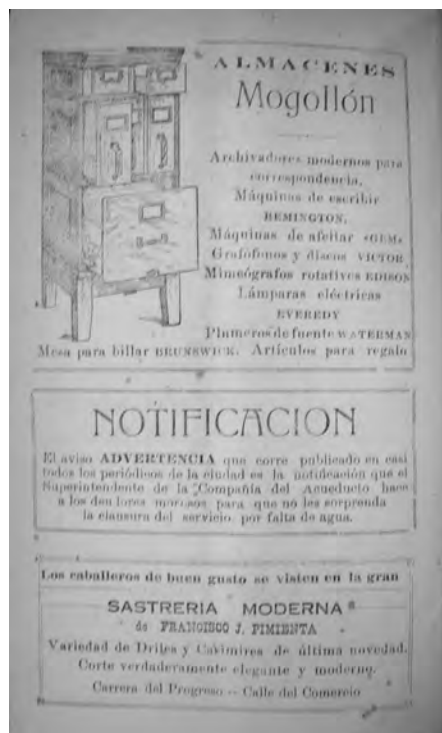 ALMACENES
Mogollón
Archivadores modernos para
correspondencia,
Máquinas de escribir
REMINGTON,
Máquinas de afeitar «GEM»
Grafófonos y discos VICTOR,
Mimeógrafos rotativos EDISON
Lámparas eléctricas
EVEREDY
Plumeros de fuente WATERMAN
Mesa para billar BRUNSWICK. Artículos para regalo
NOTIFICACION
El aviso ADVERTENCIA que corre publicado en casi
todos los periódicos de la ciudad es la notificación que el
Superintendente de la Compañía del Acueducto hace
a los deudores morosos para que no les sorprenda
la clausura del servicio por falta de agua.
Los caballeros de buen gusto se visten en la gran
SASTRERIA MODERNA
de FRANCISCO J. PIMIENTA
Variedad de Driles y Casimires de última novedad.
Corte verdaderamente elegante y moderno.
Carrera del Progreso -- Calle del Comercio